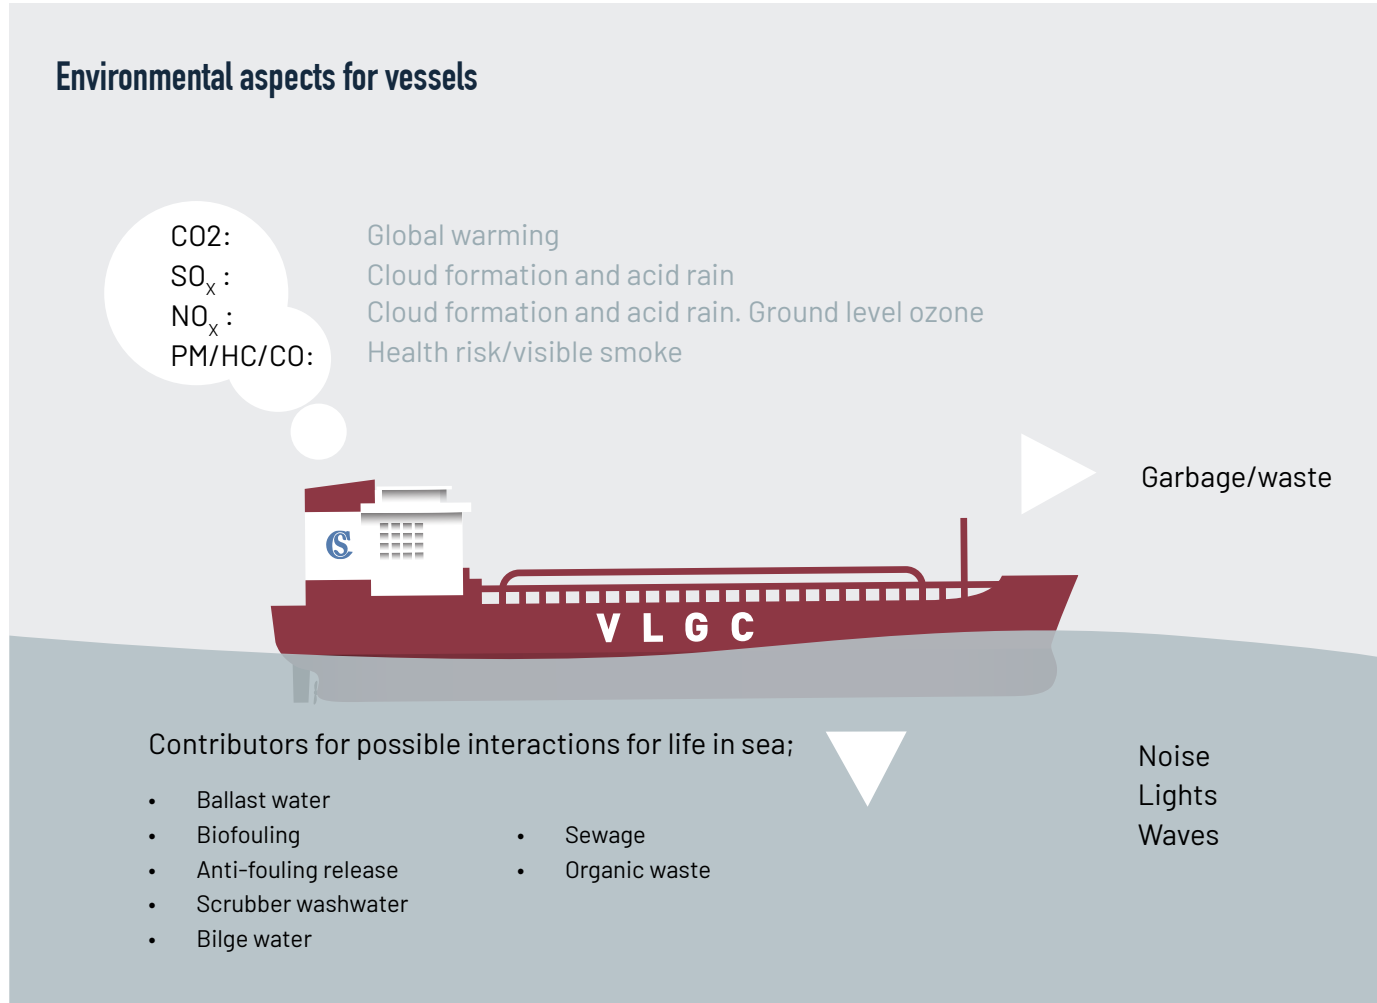 Environmental aspects for vessels
CO2: Global warming
SOx : Cloud formation and acid rain
NOx : Cloud formation and acid rain. Ground level ozone
PM/HC/CO: Health risk/visible smoke
Garbage/waste
CS
V L G C
Contributors for possible interactions for life in sea;
• Ballast water
• Biofouling
• Anti-fouling release
• Scrubber washwater
• Bilge water
• Sewage
• Organic waste
Noise
Lights
Waves